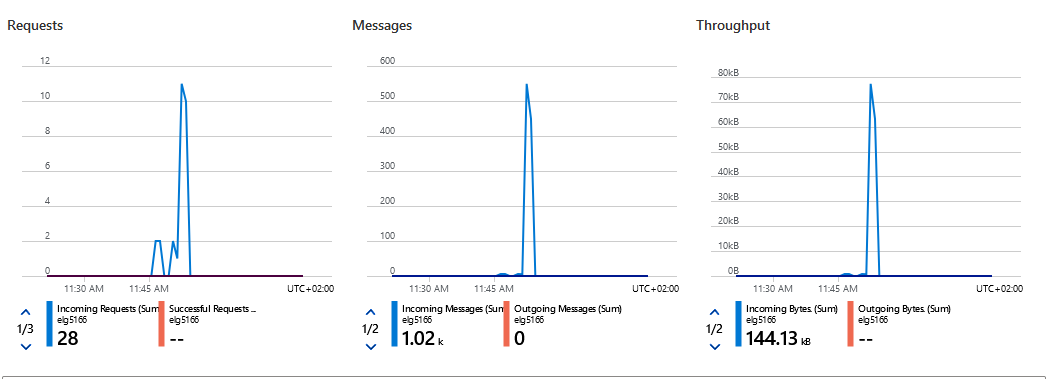 Requests
12
10
8
6
4
2
0
11:30 AM 11:45 AM UTC+02:00
1/3
Incoming Requests (Sum
elg5166
28
Successful Requests ...
elg5166
--
Messages
600
500
400
300
200
100
0
11:30 AM 11:45 AM UTC+02:00
1/2
Incoming Messages (Sun
elg5166
1.02 k
Outgoing Messages (Sum)
elg5166
0
Throughput
80kB
70kB
60kB
50kB
40kB
30kB
20kB
10kB
0B
11:30 AM 11:45 AM UTC+02:00
1/2
Incoming Bytes. (Sum)
elg5166
144.13 kB
Outgoing Bytes. (Sum)
elg5166
--